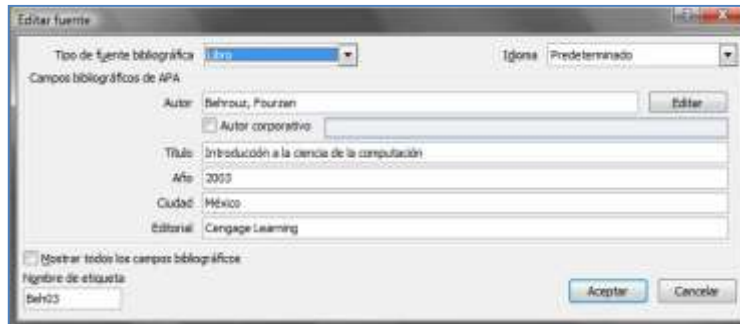 Editar fuente
Tipo de fuente bibliográfica Libro Idioma Predeterminado
Campos bibliográficos de APA
Autor Behrouz, Fourzan Editar
Autor corporativo
Título Introducción a la ciencia de la computación
Año 2003
Ciudad México
Editorial Cengage Learning
Mostrar todos los campos bibliográficos
Nombre de etiqueta
Beh03
Aceptar Cancelar